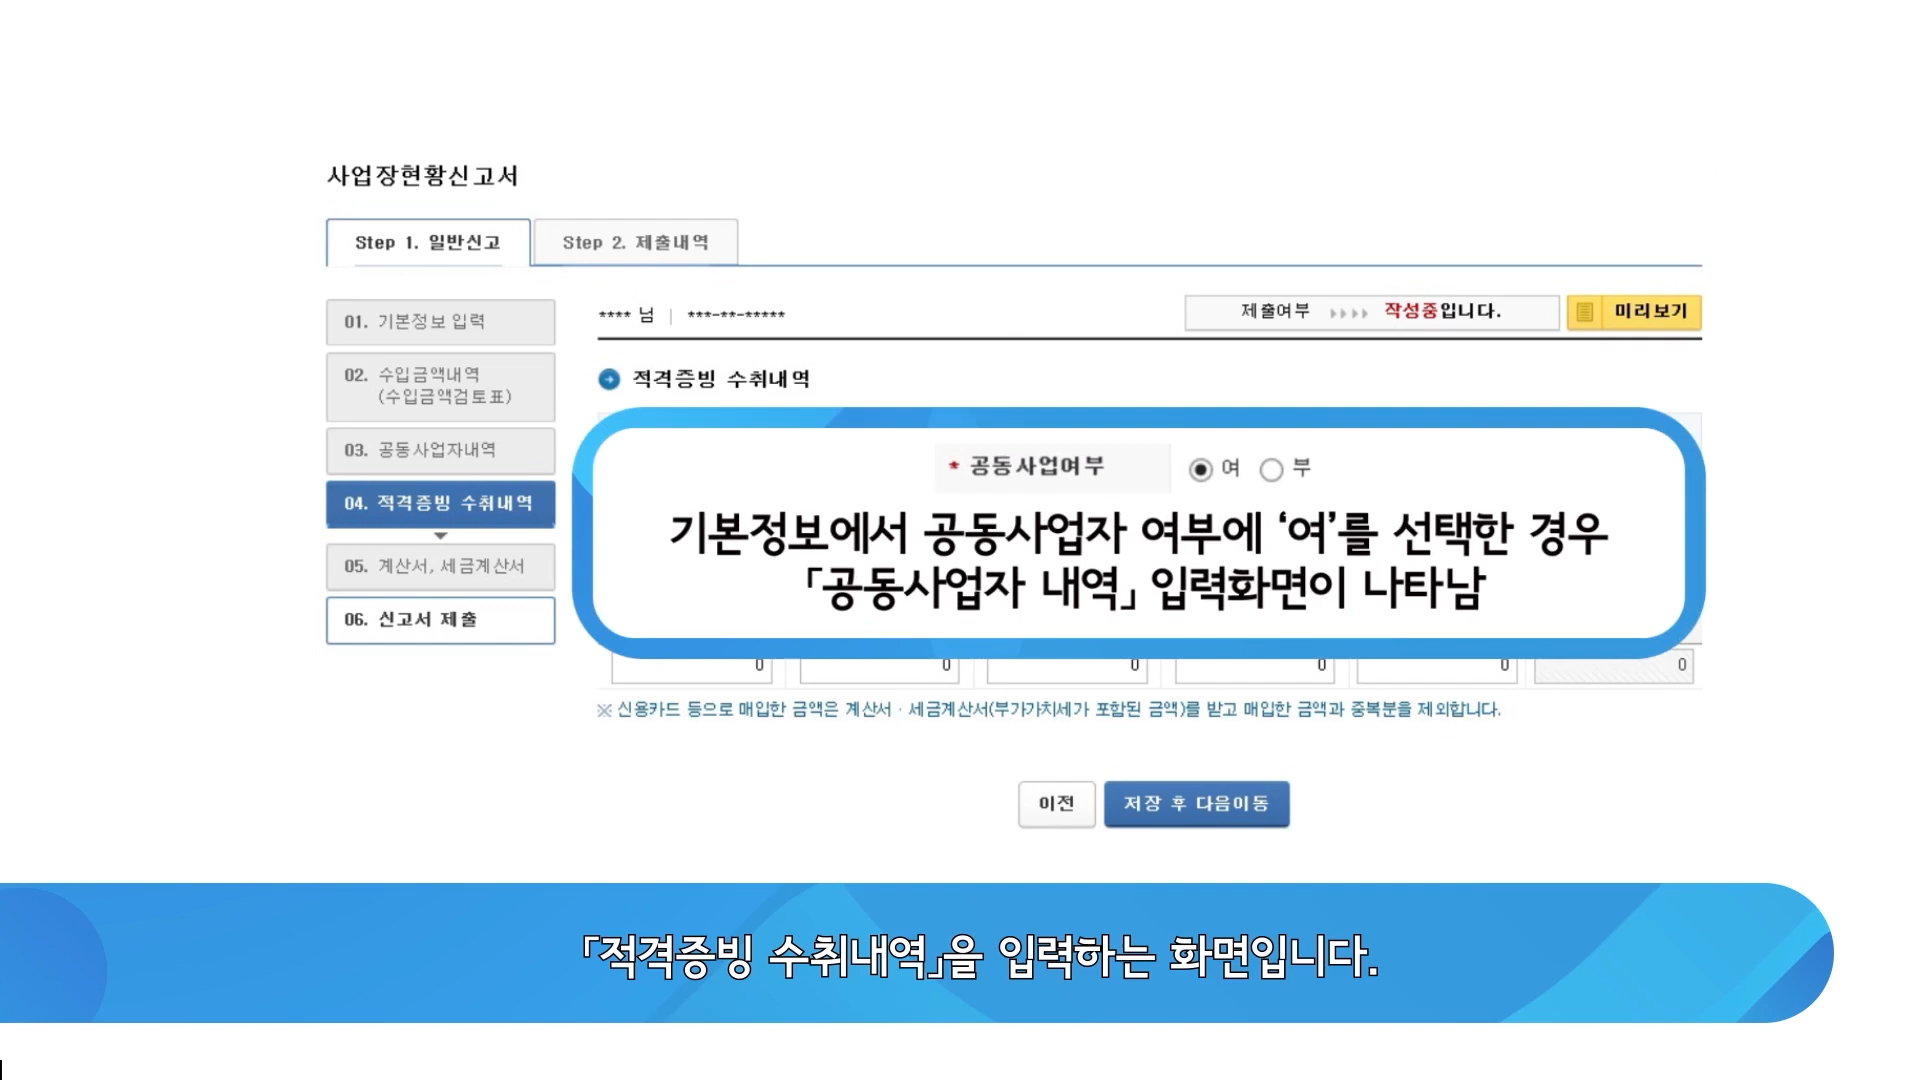 사업장현황신고서
Step 1. 일반신고
Step 2. 제출내역
01. 기본정보 입력
02. 수입금액내역
(수입금액검토표)
03. 공동사업자내역
04. 적격증빙 수취내역
05. 계산서, 세금계산서
06. 신고서 제출
**** 님 | ***-**-*****
제출여부 작성중입니다.
미리보기
적격증빙 수취내역
* 공동사업여부 여 부
기본정보에서 공동사업자 여부에 ‘여’를 선택한 경우
「공동사업자 내역」 입력화면이 나타남
0 0 0 0 0 0
※ 신용카드 등으로 매입한 금액은 계산서 · 세금계산서(부가가치세가 포함된 금액)를 받고 매입한 금액과 중복분을 제외합니다.
이전
저장 후 다음이동
「적격증빙 수취내역」을 입력하는 화면입니다.